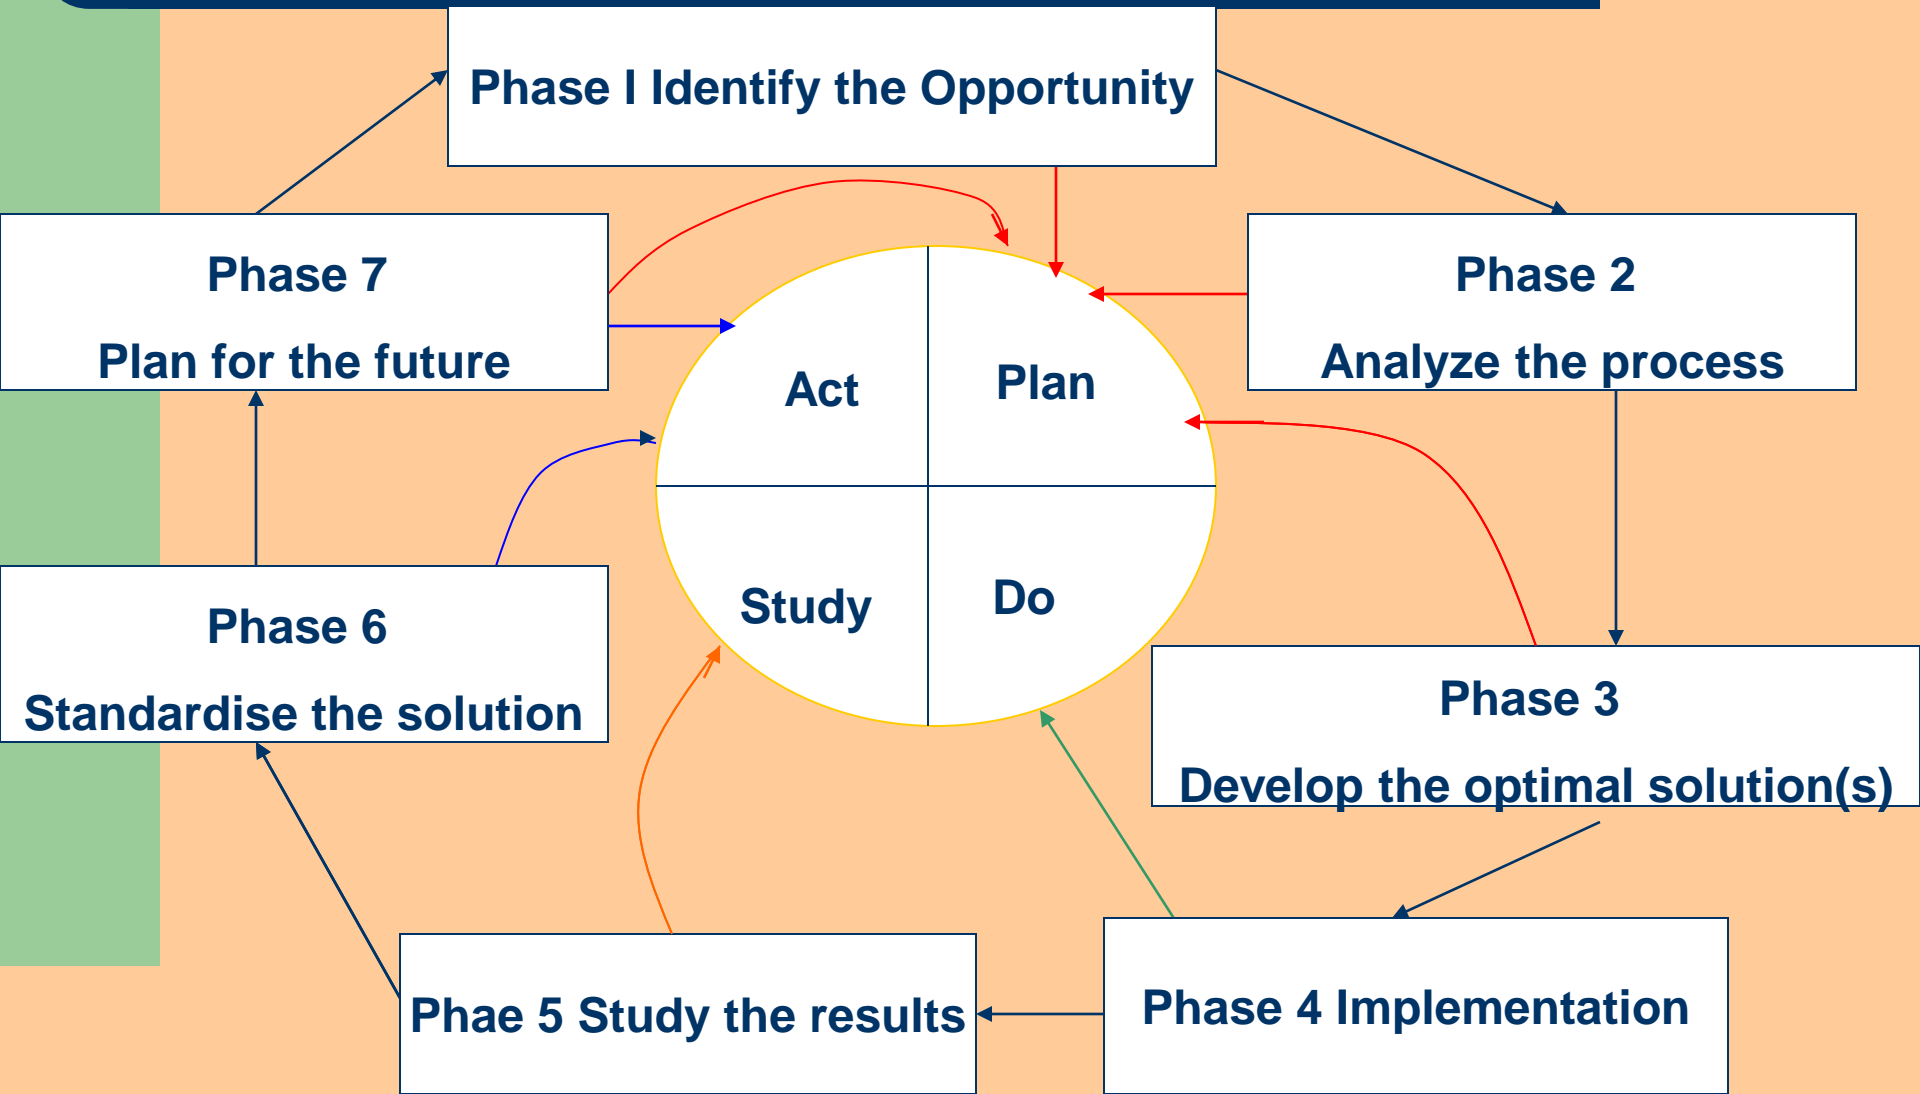 Phase I Identify the Opportunity
Phase 7
Plan for the future
Phase 2
Analyze the process
Act
Plan
Study
Do
Phase 6
Standardise the solution
Phase 3
Develop the optimal solution(s)
Phae 5 Study the results
Phase 4 Implementation